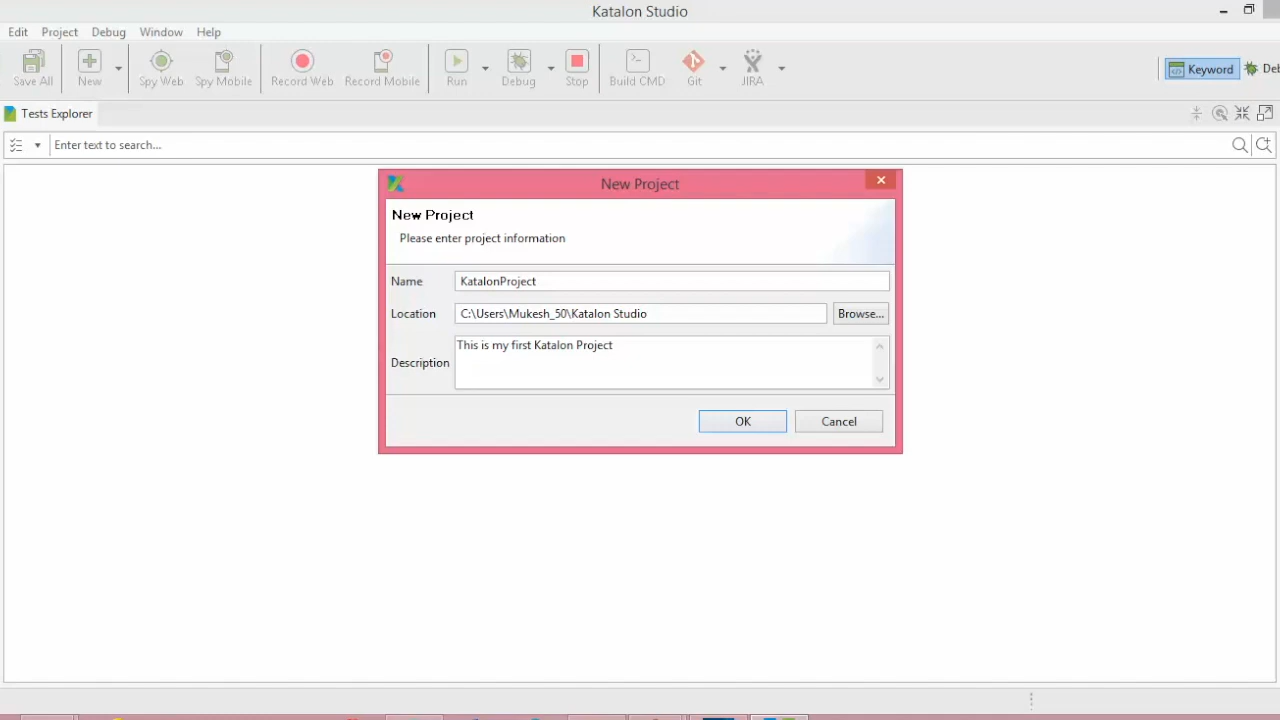 Katalon Studio
Edit Project Debug Window Help
Save All New Spy Web Spy Mobile Record Web Record Mobile Run Debug Stop Build CMD Git JIRA Keyword Deb
Tests Explorer
Enter text to search...
New Project
New Project
Please enter project information
Name KatalonProject
Location C:\Users\Mukesh_50\Katalon Studio Browse...
Description This is my first Katalon Project
OK Cancel